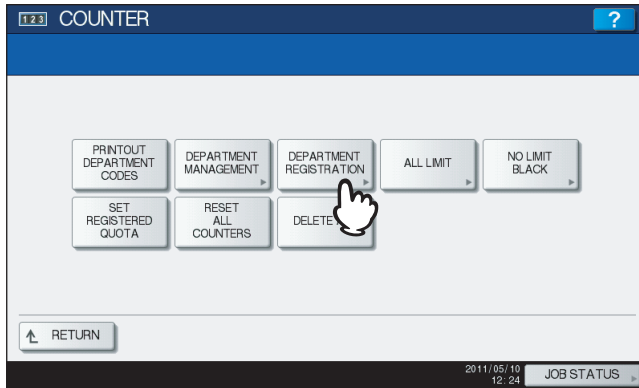 123 COUNTER ?
PRINTOUT
DEPARTMENT
CODES
DEPARTMENT
MANAGEMENT
DEPARTMENT
REGISTRATION
ALL LIMIT
NO LIMIT
BLACK
SET
REGISTERED
QUOTA
RESET
ALL
COUNTERS
DELETE
RETURN
2011/05/10
12:24
JOB STATUS